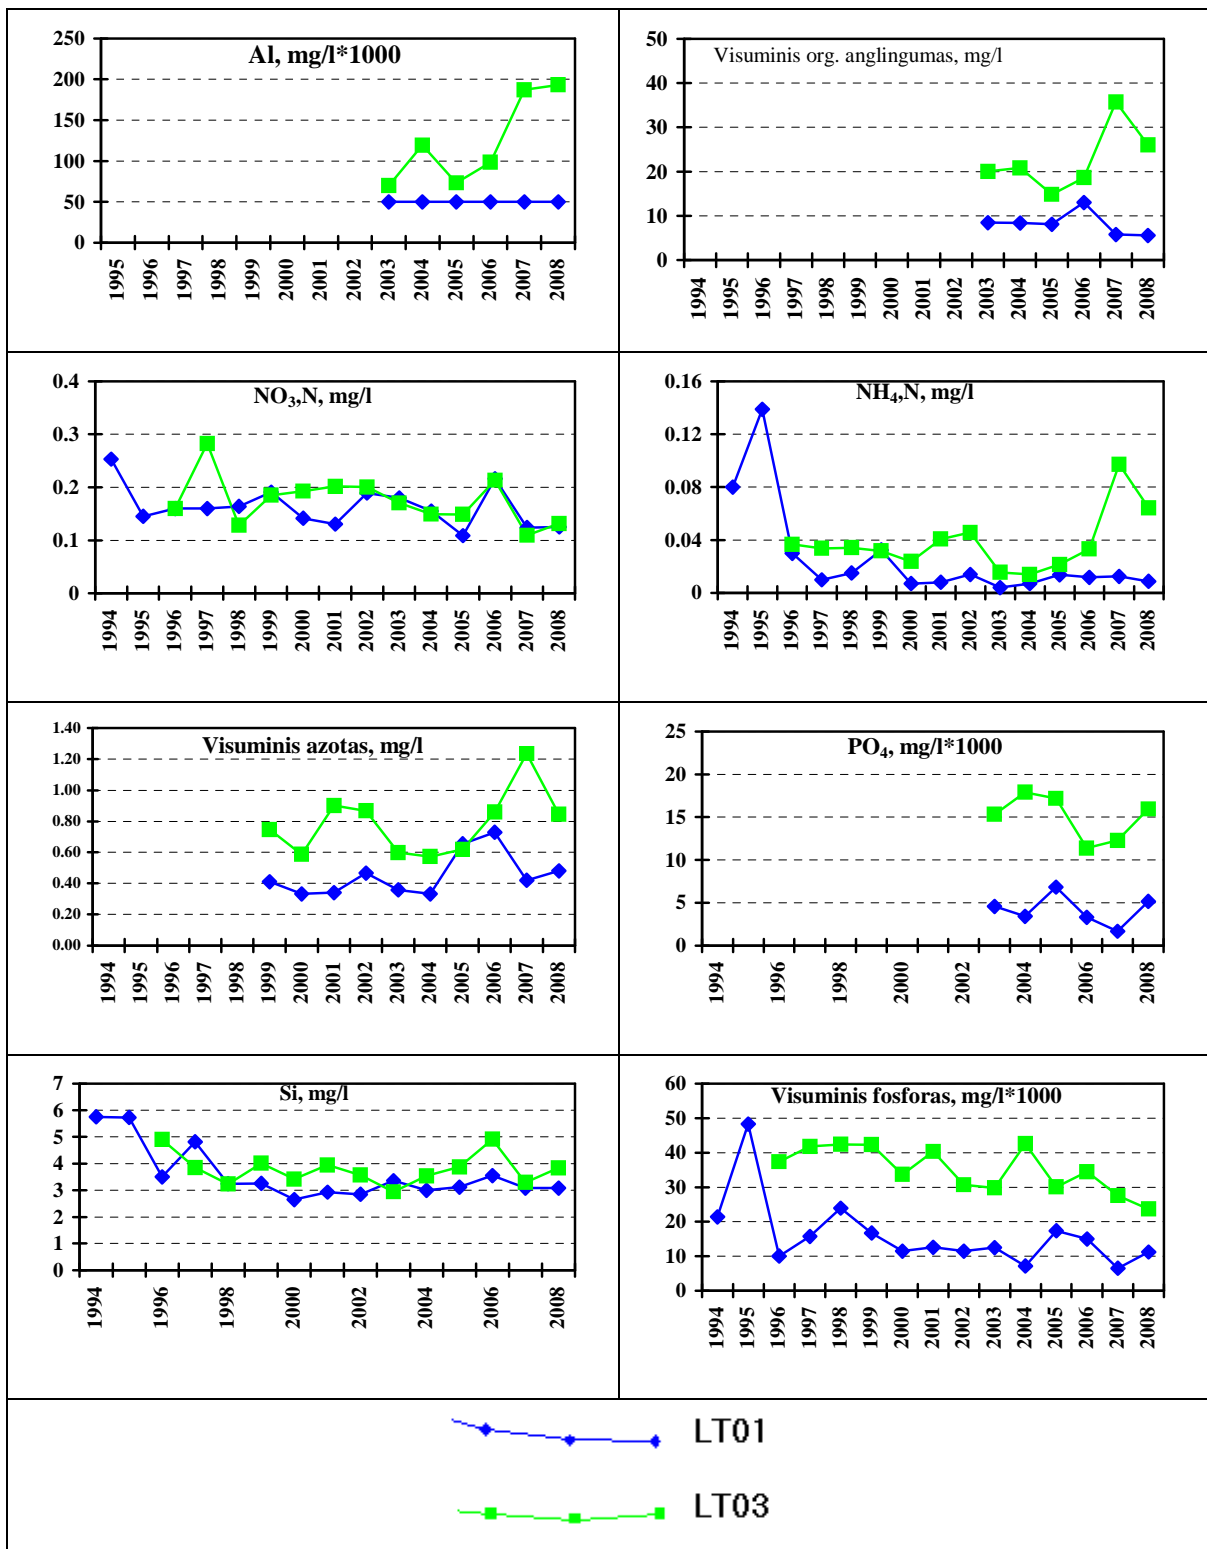 Al, mg/l*1000
250
200
150
100
50
0
1995 1996 1997 1998 1999 2000 2001 2002 2003 2004 2005 2006 2007 2008
Visuminis org. anglingumas, mg/l
50
40
30
20
10
0
1994 1995 1996 1997 1998 1999 2000 2001 2002 2003 2004 2005 2006 2007 2008
NO₃,N, mg/l
0.4
0.3
0.2
0.1
0
1994 1995 1996 1997 1998 1999 2000 2001 2002 2003 2004 2005 2006 2007 2008
NH₄,N, mg/l
0.16
0.12
0.08
0.04
0
1994 1995 1996 1997 1998 1999 2000 2001 2002 2003 2004 2005 2006 2007 2008
Visuminis azotas, mg/l
1.40
1.20
1.00
0.80
0.60
0.40
0.20
0.00
1994 1995 1996 1997 1998 1999 2000 2001 2002 2003 2004 2005 2006 2007 2008
PO₄, mg/l*1000
25
20
15
10
5
0
1994 1996 1998 2000 2002 2004 2006 2008
Si, mg/l
7
6
5
4
3
2
1
0
1994 1996 1998 2000 2002 2004 2006 2008
Visuminis fosforas, mg/l*1000
60
50
40
30
20
10
0
1994 1995 1996 1997 1998 1999 2000 2001 2002 2003 2004 2005 2006 2007 2008
LT01
LT03